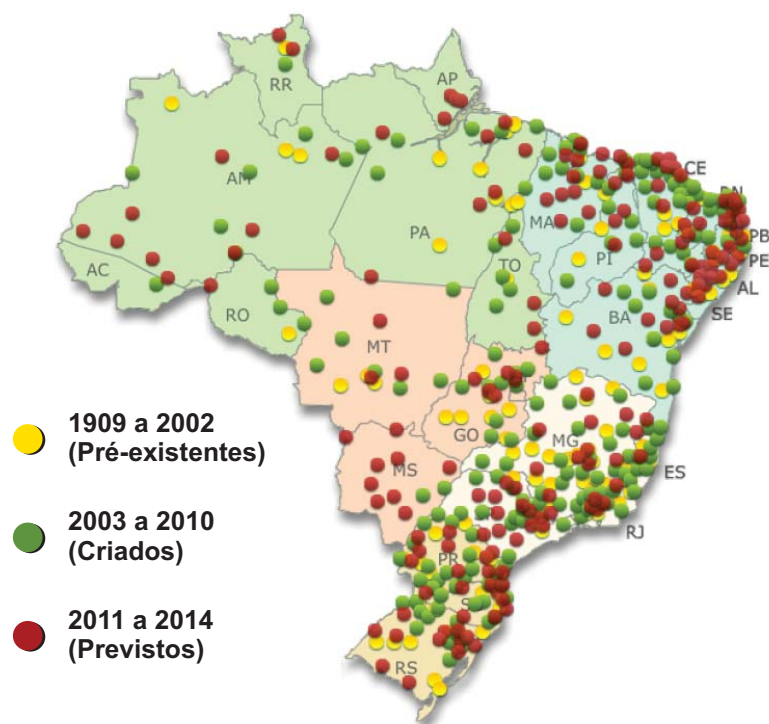 RR
AP
AM
PA
CE
MA
RN
PB
PI
PE
AC
TO
AL
RO
BA
SE
MT
GO
MG
MS
ES
RJ
PR
RS
1909 a 2002
(Pré-existentes)
2003 a 2010
(Criados)
2011 a 2014
(Previstos)